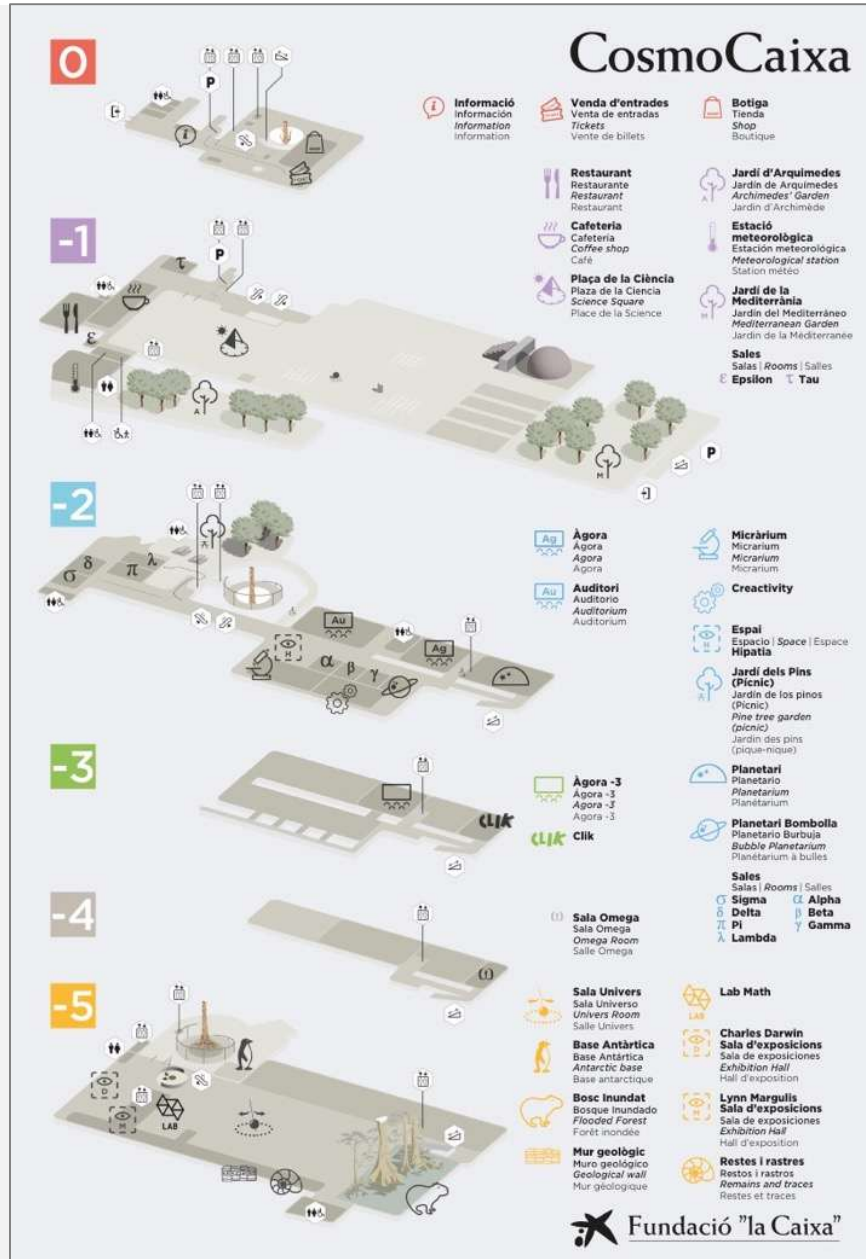 0
CosmoCaixa
P
Informació
Información
Information
Information
Venda d'entrades
Venta de entradas
Tickets
Vente de billets
Botiga
Tienda
Shop
Boutique
-1
P
τ
ε
A
M
P
Restaurant
Restaurante
Restaurant
Restaurant
Cafeteria
Cafetería
Coffee shop
Café
Plaça de la Ciència
Plaza de la Ciencia
Science Square
Place de la Science
A
Jardí d'Arquimedes
Jardín de Arquímedes
Archimedes' Garden
Jardin d'Archimède
Estació
meteorològica
Estación meteorológica
Meteorological station
Station météo
M
Jardí de la
Mediterrània
Jardín del Mediterráneo
Mediterranean Garden
Jardin de la Méditerranée
Sales
Salas | Rooms | Salles
ε Epsilon τ Tau
-2
σ δ π λ
Au
Ag
H
α β γ
Ag
Àgora
Ágora
Agora
Agora
Au
Auditori
Auditorio
Auditorium
Auditorium
Micràrium
Micrarium
Micrarium
Micrarium
Creactivity
H
Espai
Espacio | Space | Espace
Hipatia
Jardí dels Pins
(Pícnic)
Jardín de los pinos
(Pícnic)
Pine tree garden
(picnic)
Jardin des pins
(pique-nique)
Planetari
Planetario
Planetarium
Planétarium
Planetari Bombolla
Planetario Burbuja
Bubble Planetarium
Planétarium à bulles
Sales
Salas | Rooms | Salles
σ Sigma α Alpha
δ Delta β Beta
π Pi γ Gamma
λ Lambda
-3
CLIK
Àgora -3
Ágora -3
Agora -3
Agora -3
CLIK Clik
-4
(ı)
(ı) Sala Omega
Sala Omega
Omega Room
Salle Omega
-5
D
M
LAB
Sala Univers
Sala Universo
Univers Room
Salle Univers
Base Antàrtica
Base Antártica
Antarctic base
Base antarctique
Bosc Inundat
Bosque Inundado
Flooded Forest
Forêt inondée
Mur geològic
Muro geológico
Geological wall
Mur géologique
LAB
Lab Math
D
Charles Darwin
Sala d'exposicions
Sala de exposiciones
Exhibition Hall
Hall d'exposition
M
Lynn Margulis
Sala d'exposicions
Sala de exposiciones
Exhibition Hall
Hall d'exposition
Restes i rastres
Restos i rastros
Remains and traces
Restes et traces
Fundació "la Caixa"